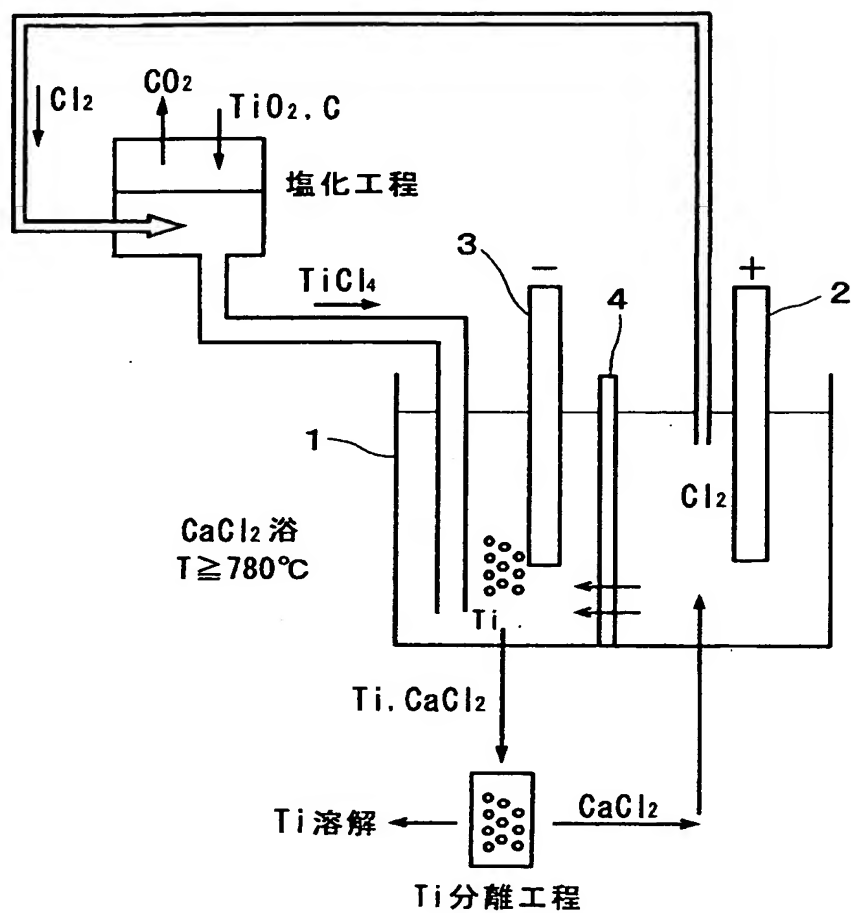 Cl₂
CO₂
TiO₂, C
塩化工程
TiCl₄
3
−
+
2
4
1
Cl₂
CaCl₂浴
T≧780℃
Ti
Ti, CaCl₂
CaCl₂
Ti溶解
Ti分離工程